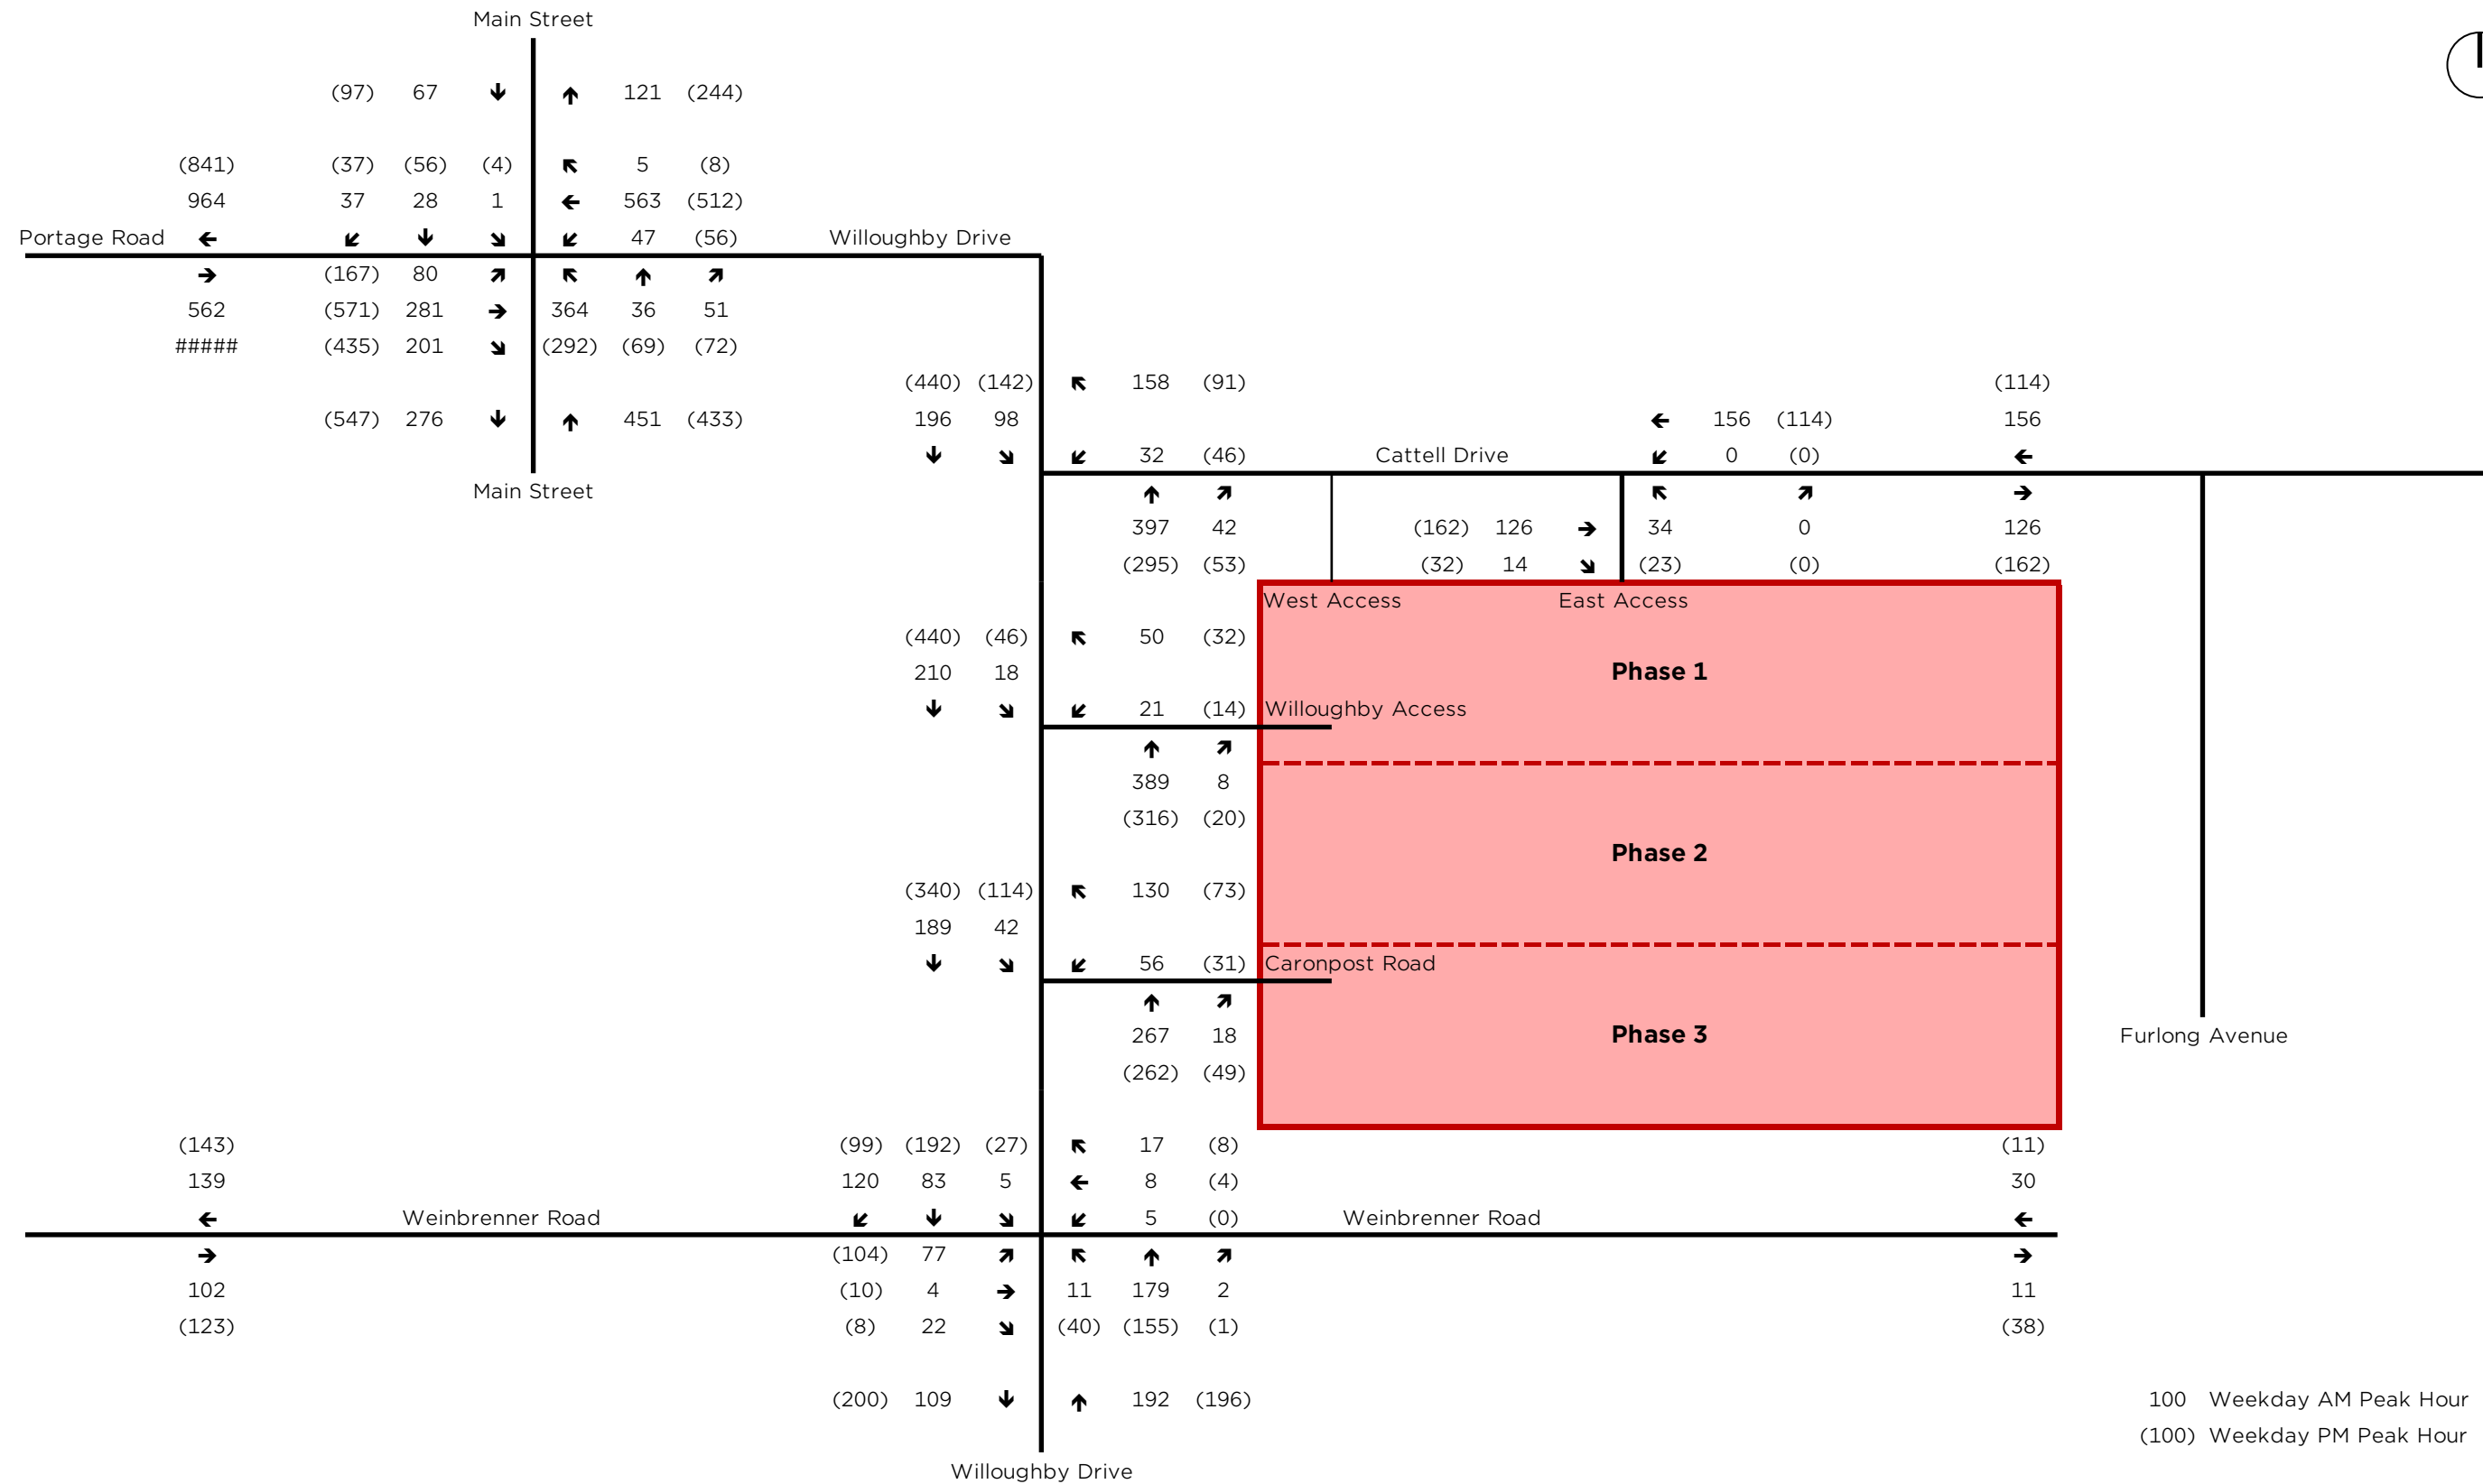 Main Street
(97) 67 ↓ ↑ 121 (244)
(841) (37) (56) (4) ↖ 5 (8)
964 37 28 1 ← 563 (512)
Portage Road ← ↙ ↓ ↘ ↙ 47 (56) Willoughby Drive
→ (167) 80 ↗ ↖ ↑ ↗
562 (571) 281 → 364 36 51
##### (435) 201 ↘ (292) (69) (72)
(440) (142) ↖ 158 (91) (114)
(547) 276 ↓ ↑ 451 (433) 196 98 ← 156 (114) 156
↓ ↘ ↙ 32 (46) Cattell Drive ↙ 0 (0) ←
Main Street ↑ ↗ ↖ ↗ →
397 42 (162) 126 → 34 0 126
(295) (53) (32) 14 ↘ (23) (0) (162)
West Access East Access
(440) (46) ↖ 50 (32)
210 18 Phase 1
↓ ↘ ↙ 21 (14) Willoughby Access
↑ ↗
389 8
(316) (20)
Phase 2
(340) (114) ↖ 130 (73)
189 42
↓ ↘ ↙ 56 (31) Caronpost Road
↑ ↗
267 18 Phase 3 Furlong Avenue
(262) (49)
(143) (99) (192) (27) ↖ 17 (8) (11)
139 120 83 5 ← 8 (4) 30
← Weinbrenner Road ↙ ↓ ↘ ↙ 5 (0) Weinbrenner Road ←
→ (104) 77 ↗ ↖ ↑ ↗ →
102 (10) 4 → 11 179 2 11
(123) (8) 22 ↘ (40) (155) (1) (38)
(200) 109 ↓ ↑ 192 (196) 100 Weekday AM Peak Hour
(100) Weekday PM Peak Hour
Willoughby Drive